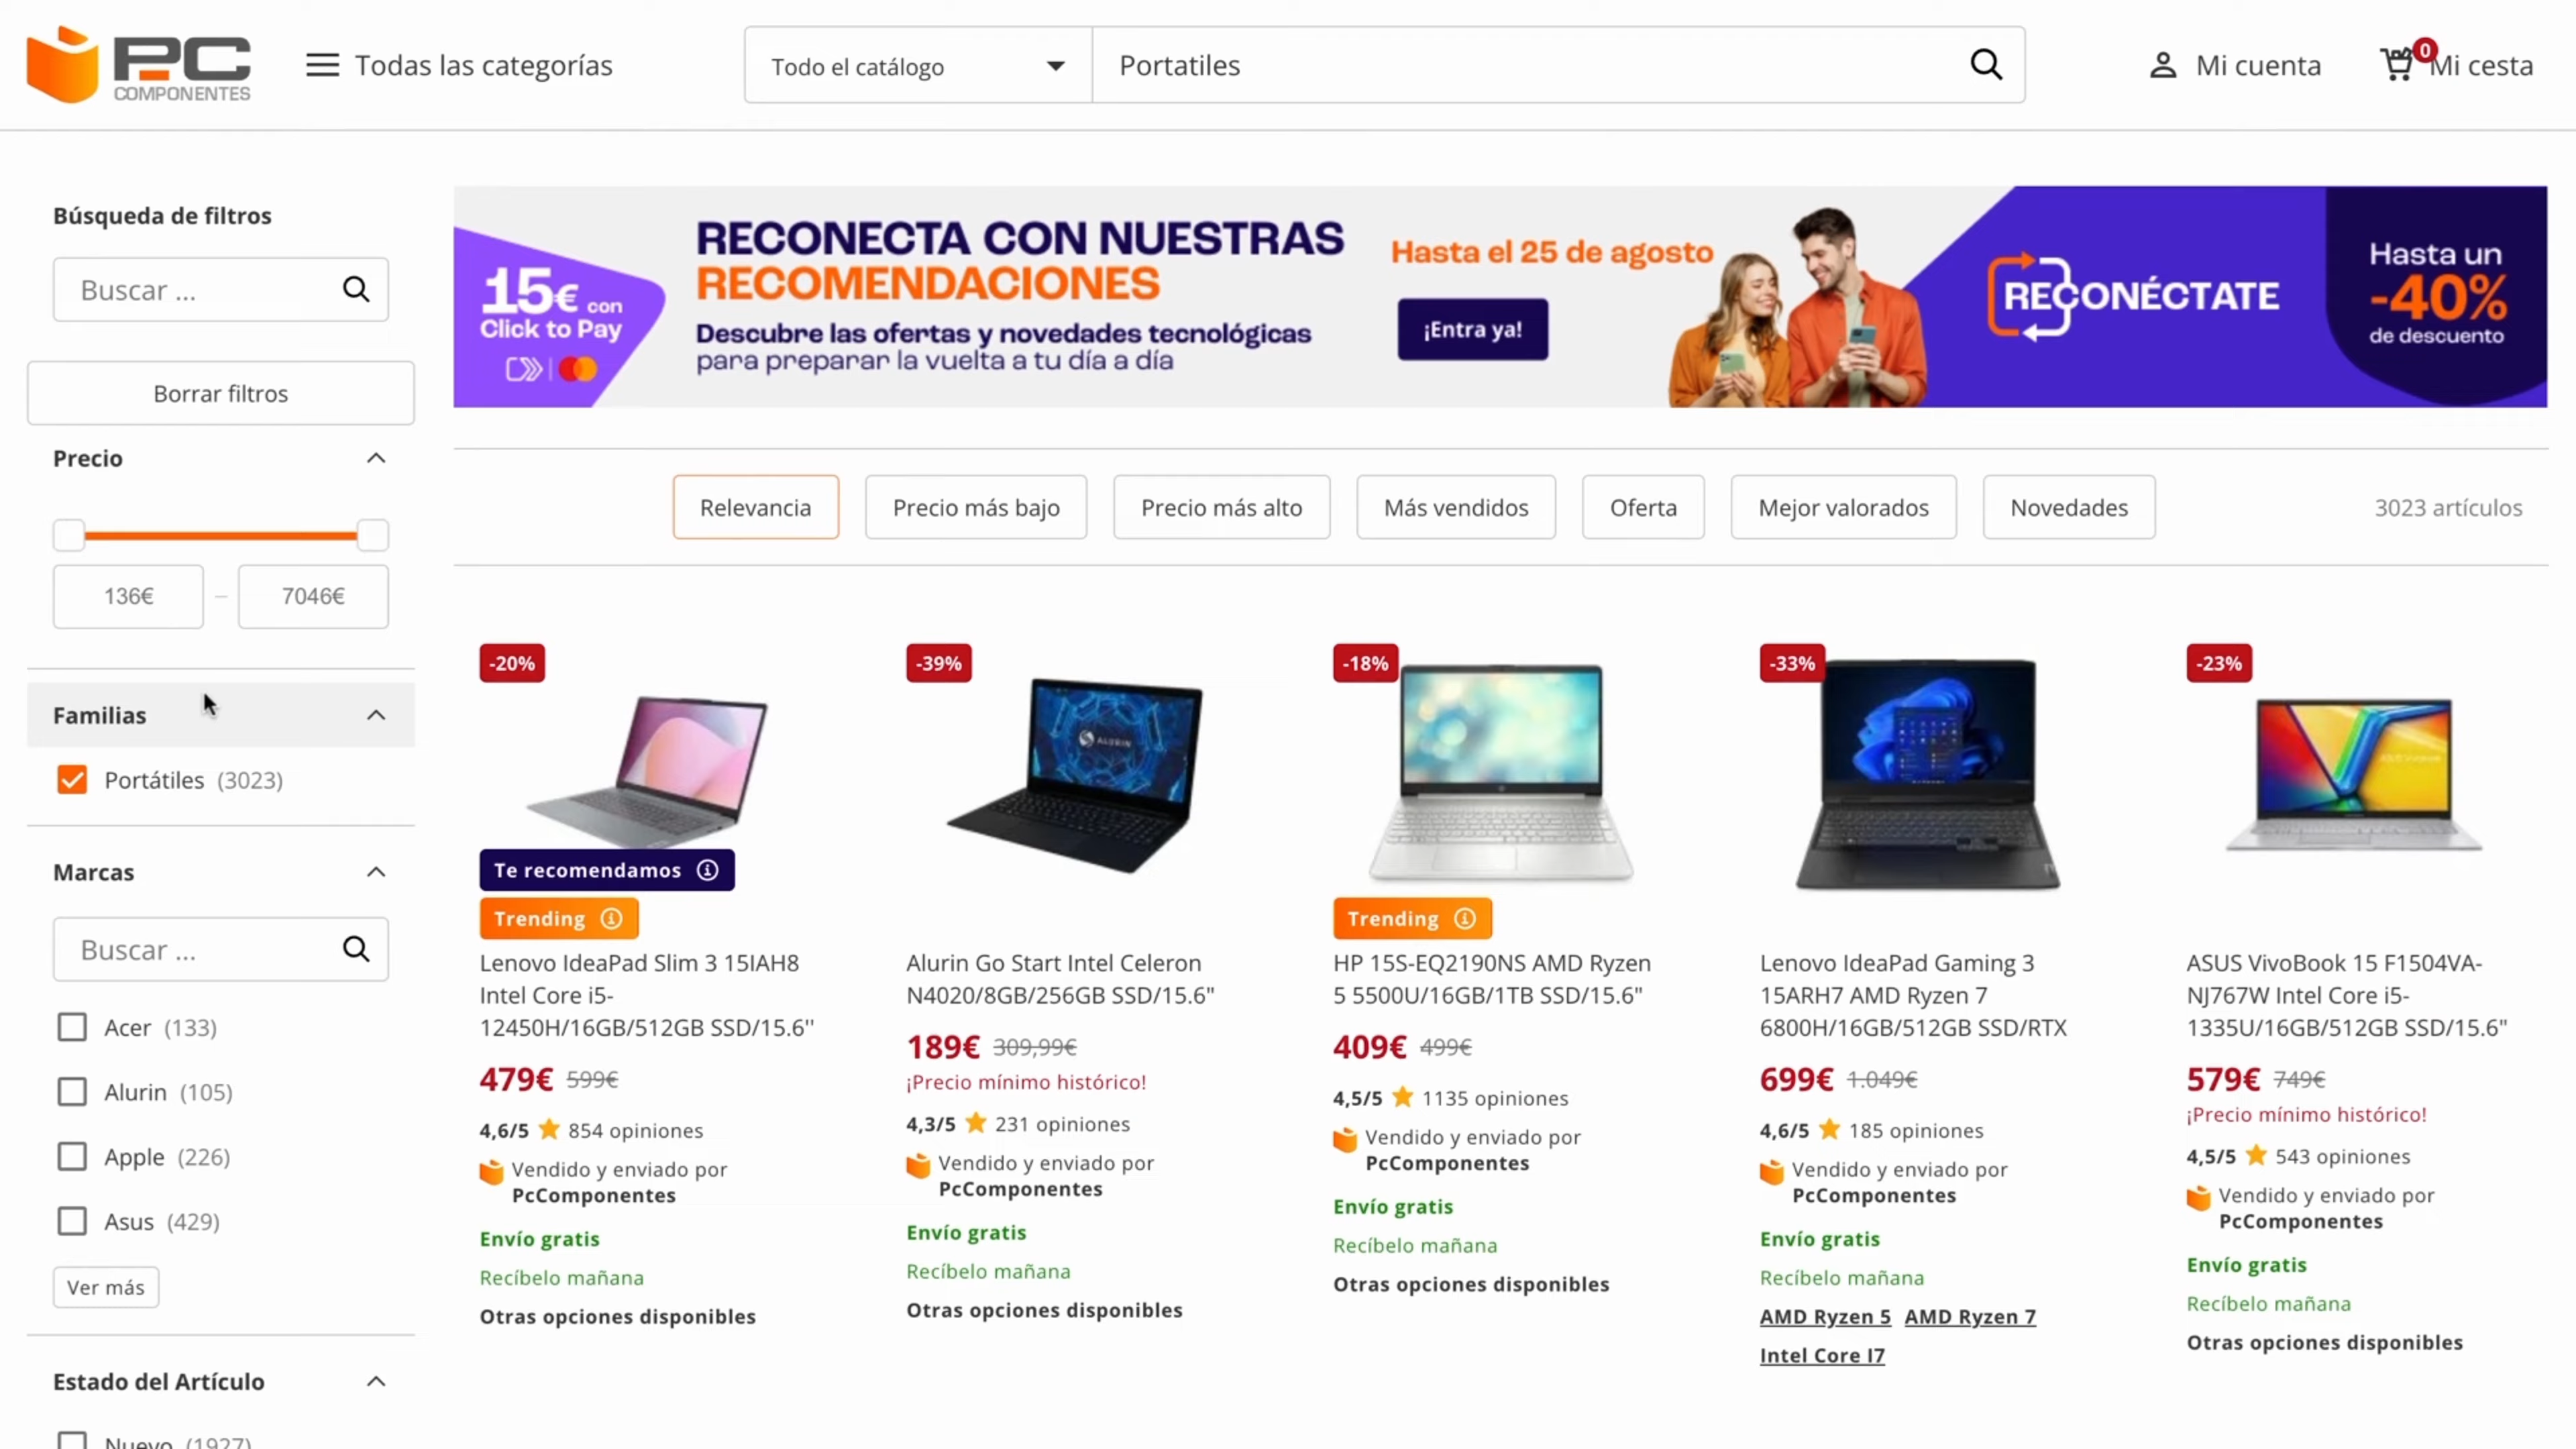 PC COMPONENTES
Todas las categorías
Todo el catálogo
Portatiles
Mi cuenta
0
Mi cesta
Búsqueda de filtros
Buscar ...
Borrar filtros
Precio
136€ – 7046€
Familias
Portátiles (3023)
Marcas
Buscar ...
Acer (133)
Alurin (105)
Apple (226)
Asus (429)
Ver más
Estado del Artículo
Nuevo (1927)
15€ con
Click to Pay
RECONECTA CON NUESTRAS
RECOMENDACIONES
Descubre las ofertas y novedades tecnológicas
para preparar la vuelta a tu día a día
Hasta el 25 de agosto
¡Entra ya!
RECONÉCTATE
Hasta un
-40%
de descuento
Relevancia
Precio más bajo
Precio más alto
Más vendidos
Oferta
Mejor valorados
Novedades
3023 artículos
-20%
Te recomendamos
Trending
Lenovo IdeaPad Slim 3 15IAH8
Intel Core i5-
12450H/16GB/512GB SSD/15.6''
479€ 599€
4,6/5 854 opiniones
Vendido y enviado por
PcComponentes
Envío gratis
Recíbelo mañana
Otras opciones disponibles
-39%
ALURIN
Alurin Go Start Intel Celeron
N4020/8GB/256GB SSD/15.6"
189€ 309,99€
¡Precio mínimo histórico!
4,3/5 231 opiniones
Vendido y enviado por
PcComponentes
Envío gratis
Recíbelo mañana
Otras opciones disponibles
-18%
Trending
HP 15S-EQ2190NS AMD Ryzen
5 5500U/16GB/1TB SSD/15.6"
409€ 499€
4,5/5 1135 opiniones
Vendido y enviado por
PcComponentes
Envío gratis
Recíbelo mañana
Otras opciones disponibles
-33%
Lenovo IdeaPad Gaming 3
15ARH7 AMD Ryzen 7
6800H/16GB/512GB SSD/RTX
699€ 1.049€
4,6/5 185 opiniones
Vendido y enviado por
PcComponentes
Envío gratis
Recíbelo mañana
AMD Ryzen 5 AMD Ryzen 7
Intel Core I7
-23%
ASUS VivoBook 15 F1504VA-
NJ767W Intel Core i5-
1335U/16GB/512GB SSD/15.6"
579€ 749€
¡Precio mínimo histórico!
4,5/5 543 opiniones
Vendido y enviado por
PcComponentes
Envío gratis
Recíbelo mañana
Otras opciones disponibles